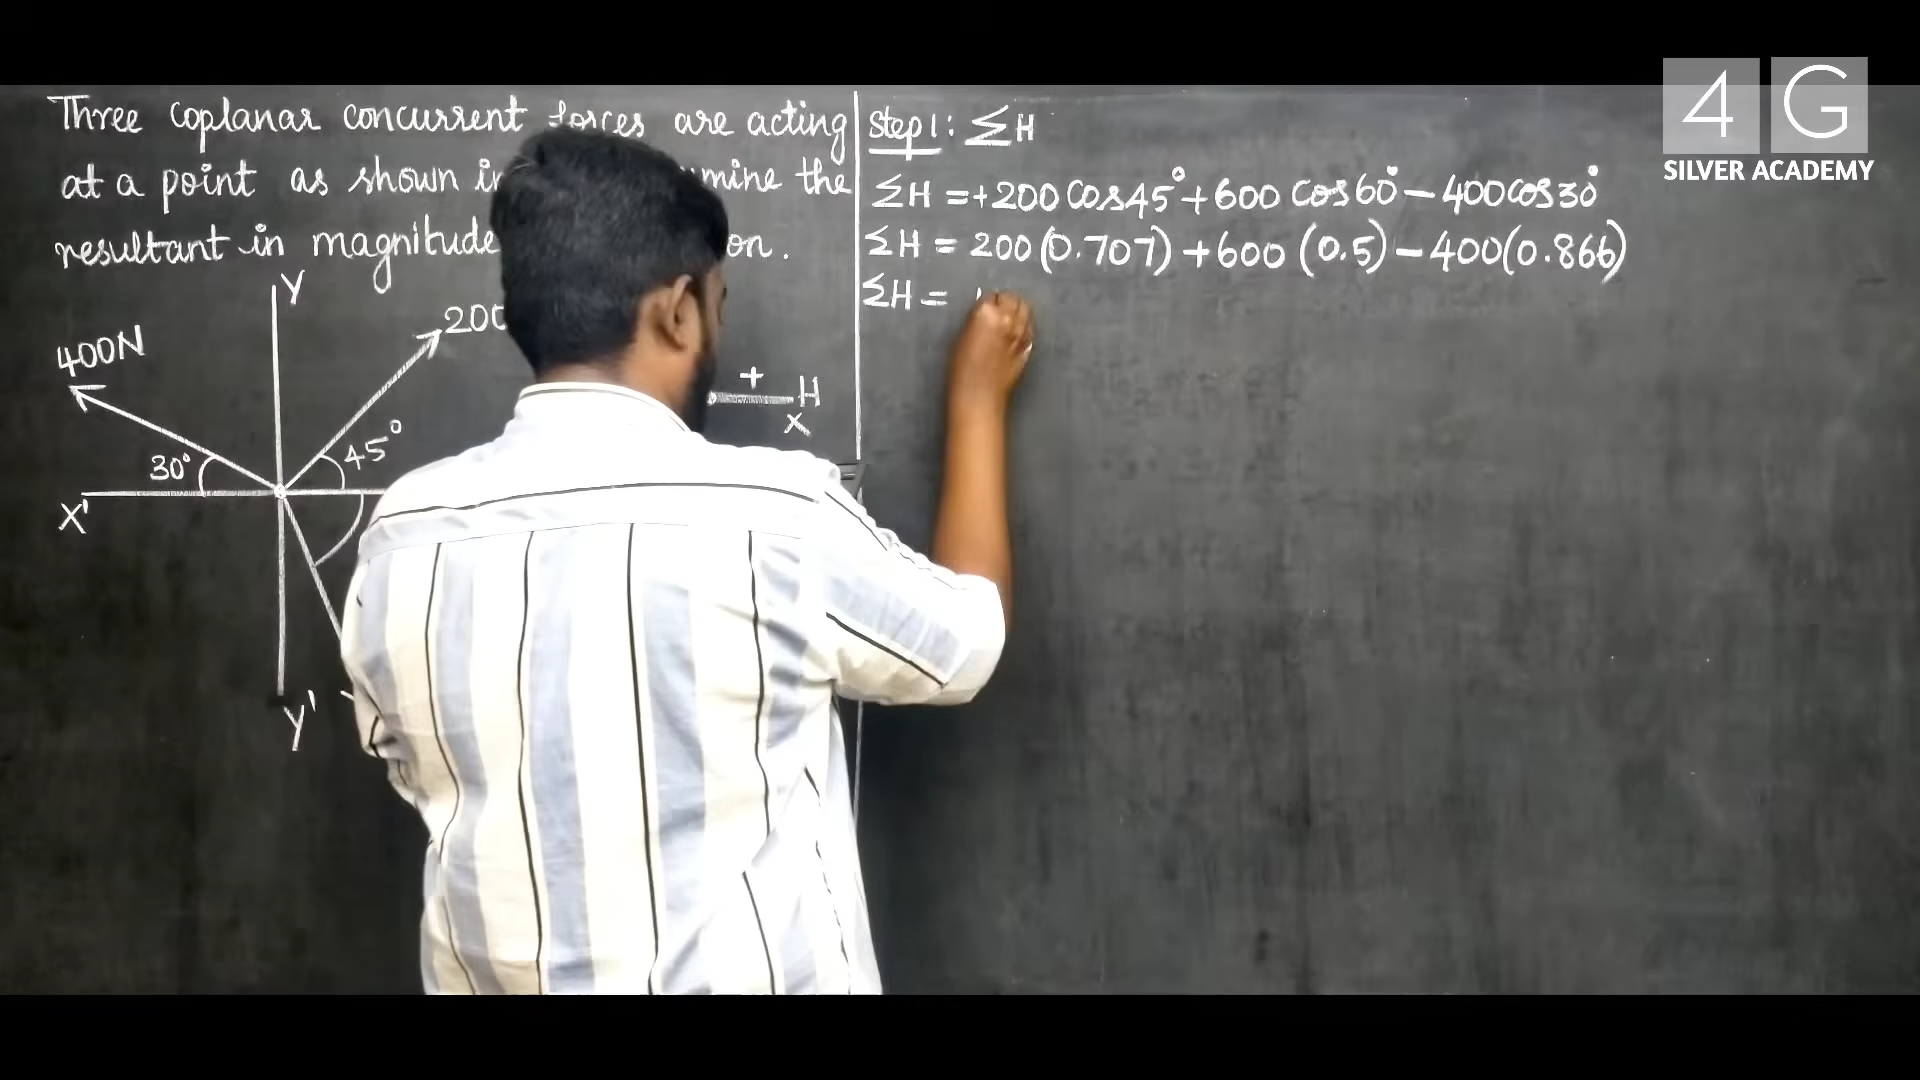 Three coplanar concurrent forces are acting
at a point as shown in the
resultant in magnitude
Y
400N
200
30°
45°
X'
Y'
+
H
X
Step 1: ΣH
ΣH = +200 cos45° + 600 cos60° - 400cos30°
ΣH = 200 (0.707) + 600 (0.5) - 400(0.866)
ΣH =
4G
SILVER ACADEMY